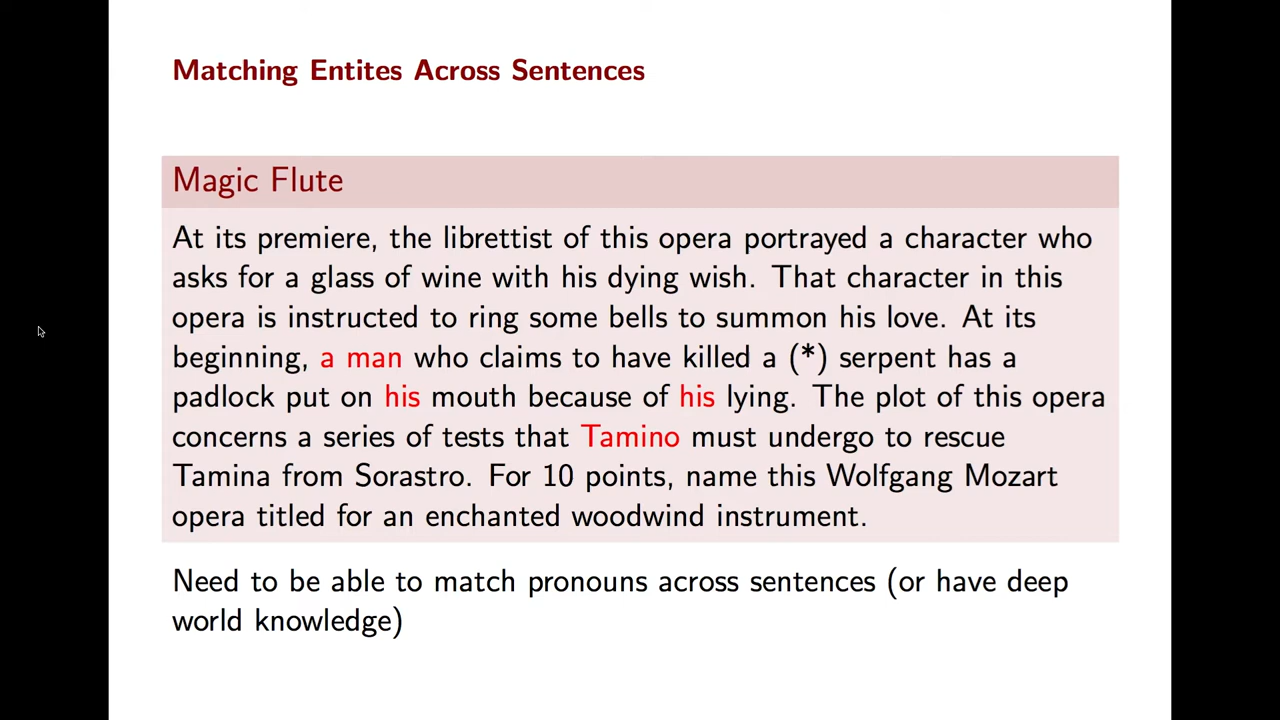 Matching Entites Across Sentences
Magic Flute
At its premiere, the librettist of this opera portrayed a character who
asks for a glass of wine with his dying wish. That character in this
opera is instructed to ring some bells to summon his love. At its
beginning, a man who claims to have killed a (*) serpent has a
padlock put on his mouth because of his lying. The plot of this opera
concerns a series of tests that Tamino must undergo to rescue
Tamina from Sorastro. For 10 points, name this Wolfgang Mozart
opera titled for an enchanted woodwind instrument.
Need to be able to match pronouns across sentences (or have deep
world knowledge)